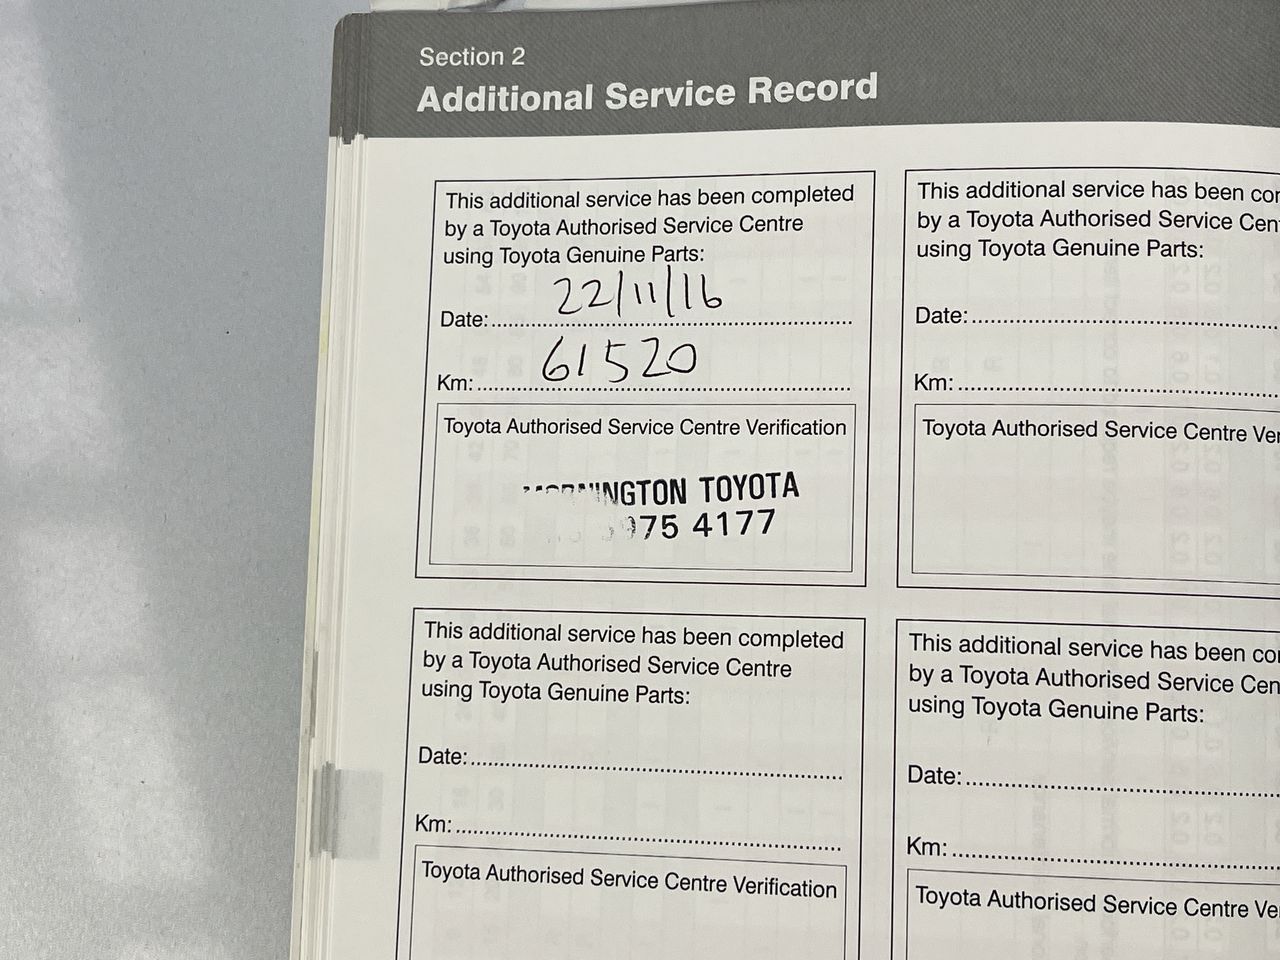 Section 2
Additional Service Record
This additional service has been completed
by a Toyota Authorised Service Centre
using Toyota Genuine Parts:
Date: 22/11/16
Km: 61520
Toyota Authorised Service Centre Verification
MORNINGTON TOYOTA
5975 4177
This additional service has been
by a Toyota Authorised Service
using Toyota Genuine Parts:
Date:
Km:
Toyota Authorised Service Centre
This additional service has been completed
by a Toyota Authorised Service Centre
using Toyota Genuine Parts:
Date:
Km:
Toyota Authorised Service Centre Verification
This additional service has been
by a Toyota Authorised Service
using Toyota Genuine Parts:
Date:
Km:
Toyota Authorised Service Centre